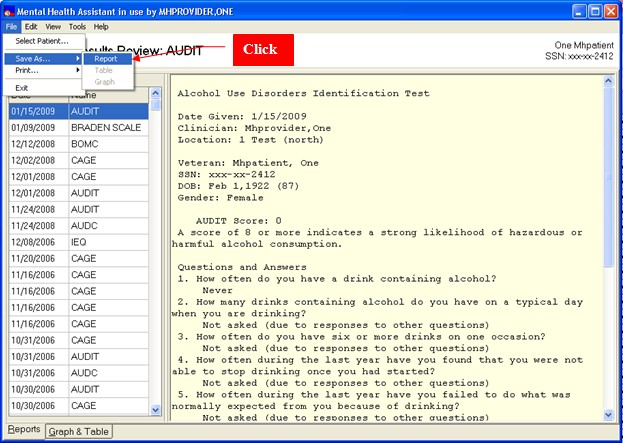 Mental Health Assistant in use by MHPROVIDER,ONE
File Edit View Tools Help
Select Patient...
Save As...
Print...
Exit
Report
Table
Graph
Results Review: AUDIT
Click
One Mhpatient
SSN: xxx-xx-2412
Date Name
01/15/2009 AUDIT
01/09/2009 BRADEN SCALE
12/12/2008 BOMC
12/02/2008 CAGE
12/01/2008 CAGE
12/01/2008 AUDIT
11/24/2008 AUDIT
11/24/2008 AUDC
12/08/2006 IEQ
11/20/2006 CAGE
11/16/2006 CAGE
11/16/2006 CAGE
11/16/2006 CAGE
10/31/2006 CAGE
10/31/2006 AUDIT
10/31/2006 AUDC
10/30/2006 AUDIT
10/30/2006 CAGE
Alcohol Use Disorders Identification Test
Date Given: 1/15/2009
Clinician: Mhprovider,One
Location: 1 Test (north)
Veteran: Mhpatient, One
SSN: xxx-xx-2412
DOB: Feb 1,1922 (87)
Gender: Female
AUDIT Score: 0
A score of 8 or more indicates a strong likelihood of hazardous or
harmful alcohol consumption.
Questions and Answers
1. How often do you have a drink containing alcohol?
Never
2. How many drinks containing alcohol do you have on a typical day
when you are drinking?
Not asked (due to responses to other questions)
3. How often do you have six or more drinks on one occasion?
Not asked (due to responses to other questions)
4. How often during the last year have you found that you were not
able to stop drinking once you had started?
Not asked (due to responses to other questions)
5. How often during the last year have you failed to do what was
normally expected from you because of drinking?
Not asked (due to responses to other questions)
Reports Graph & Table